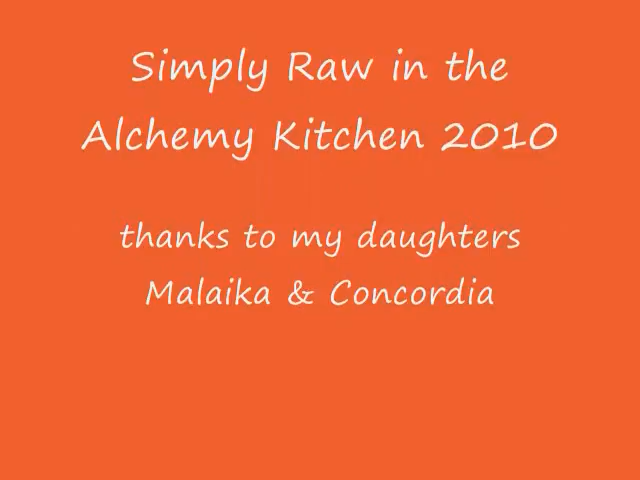 Simply Raw in the
Alchemy Kitchen 2010
thanks to my daughters
Malaika & Concordia